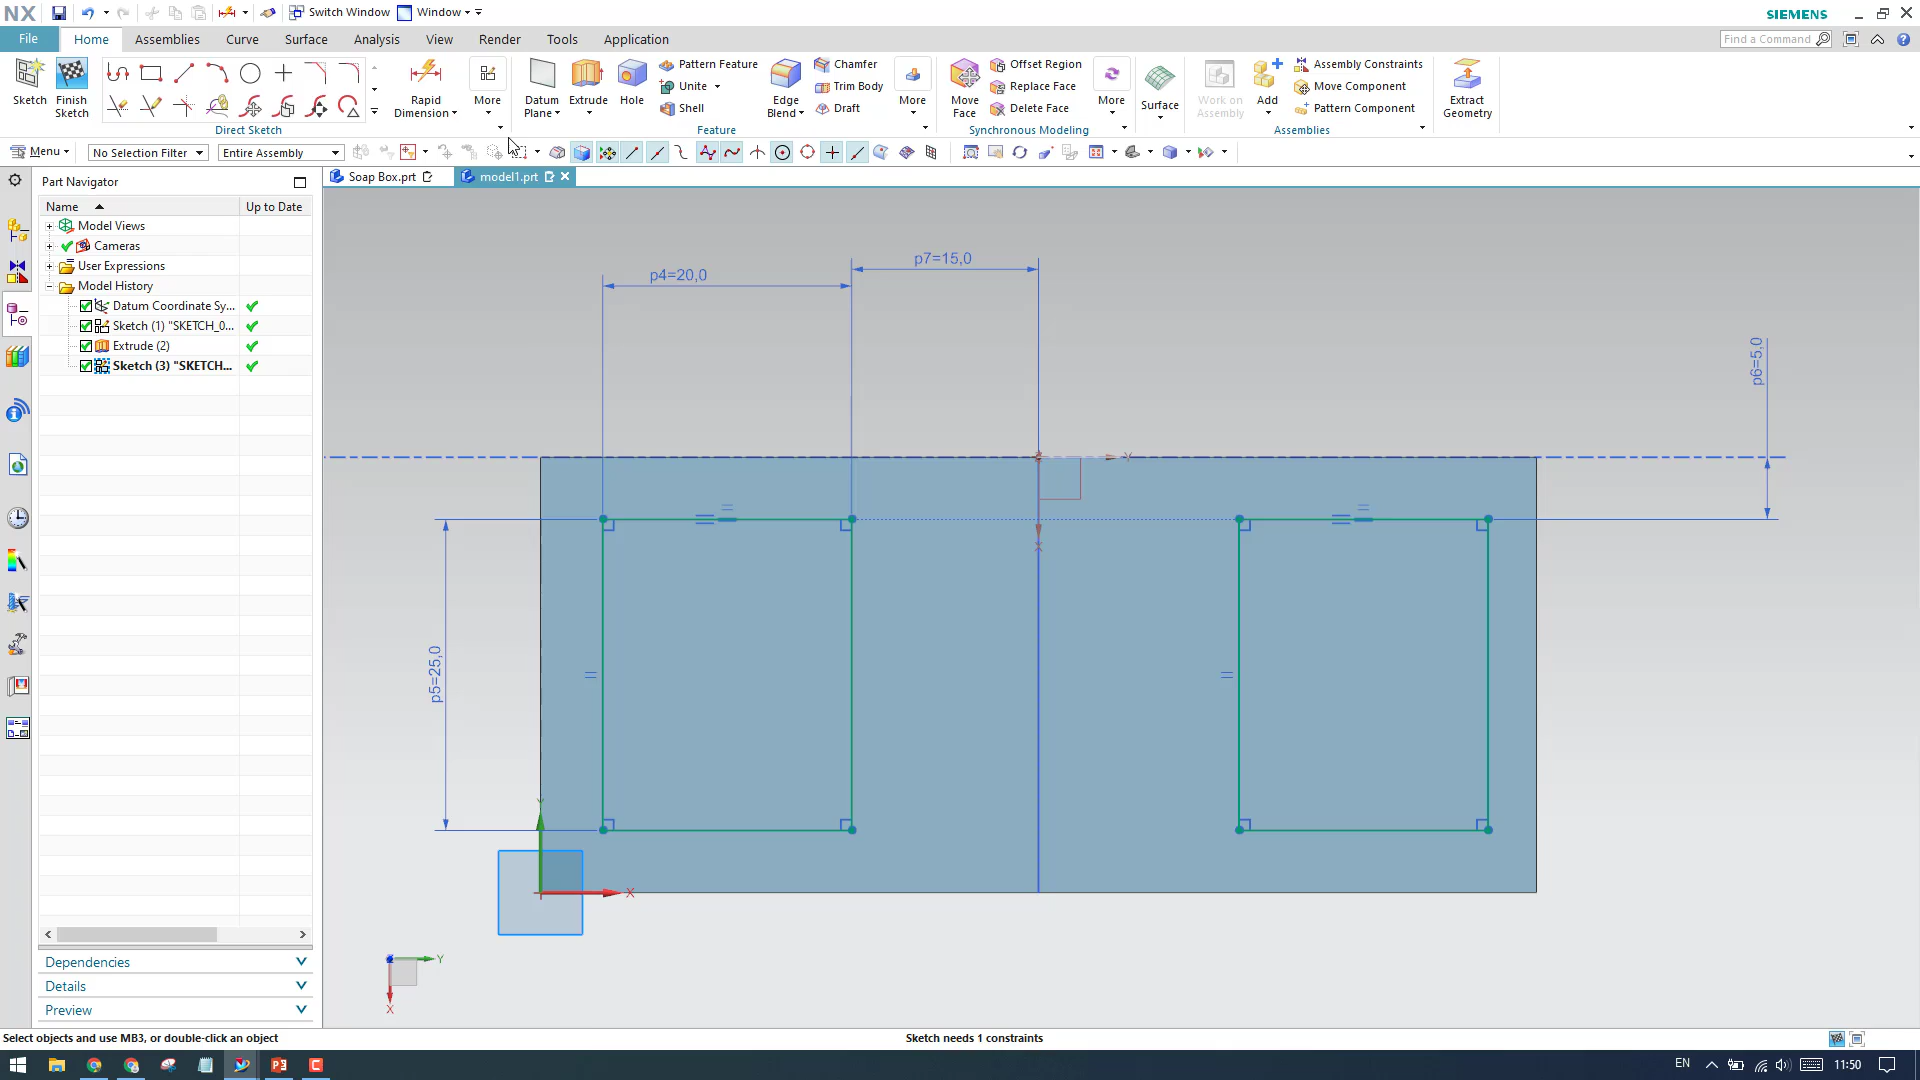 NX
Switch Window
Window
SIEMENS
File
Home
Assemblies
Curve
Surface
Analysis
View
Render
Tools
Application
Find a Command
Sketch
Finish
Sketch
Direct Sketch
Rapid
Dimension
More
Datum
Plane
Extrude
Hole
Pattern Feature
Unite
Shell
Edge
Blend
Chamfer
Trim Body
Draft
More
Feature
Move
Face
Offset Region
Replace Face
Delete Face
More
Synchronous Modeling
Surface
Work on
Assembly
Add
Assembly Constraints
Move Component
Pattern Component
Assemblies
Extract
Geometry
Menu
No Selection Filter
Entire Assembly
Part Navigator
Soap Box.prt
model1.prt
Name
Up to Date
Model Views
Cameras
User Expressions
Model History
Datum Coordinate Sy...
Sketch (1) "SKETCH_0...
Extrude (2)
Sketch (3) "SKETCH...
p4=20,0
p7=15,0
p6=5,0
Y
X
p5=25,0
Y
X
Y
X
Dependencies
Details
Preview
Select objects and use MB3, or double-click an object
Sketch needs 1 constraints
EN
11:50